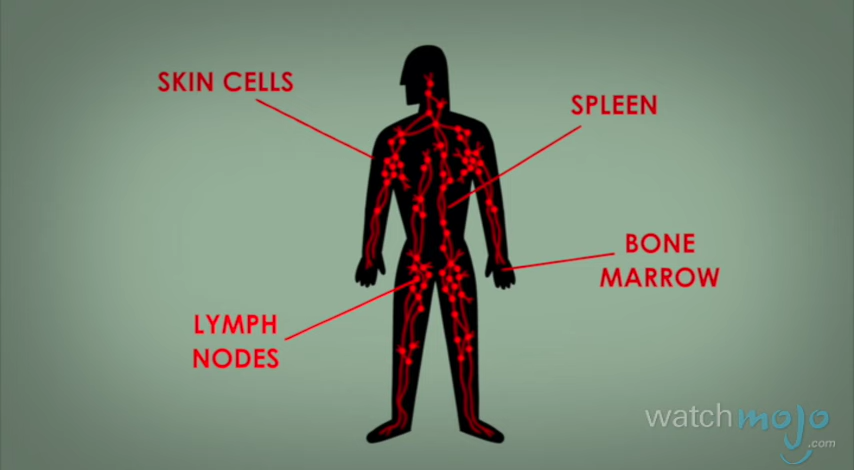 SKIN CELLS
SPLEEN
BONE
MARROW
LYMPH
NODES
watchmojo
.com